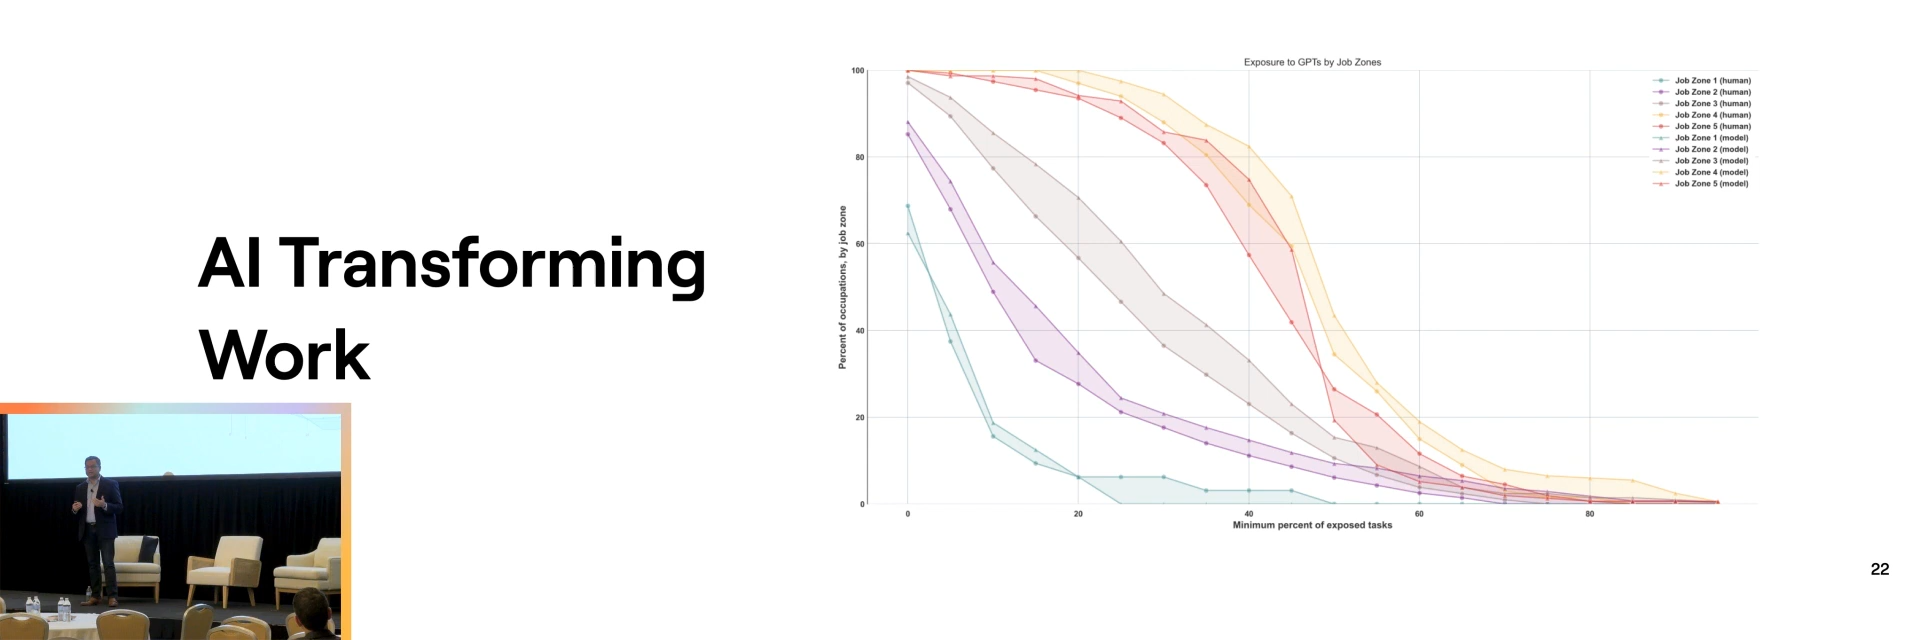 AI Transforming
Work
Exposure to GPTs by Job Zones
Percent of occupations, by job zone
100
80
60
40
20
0
0
20
40
60
80
Minimum percent of exposed tasks
Job Zone 1 (human)
Job Zone 2 (human)
Job Zone 3 (human)
Job Zone 4 (human)
Job Zone 5 (human)
Job Zone 1 (model)
Job Zone 2 (model)
Job Zone 3 (model)
Job Zone 4 (model)
Job Zone 5 (model)
22